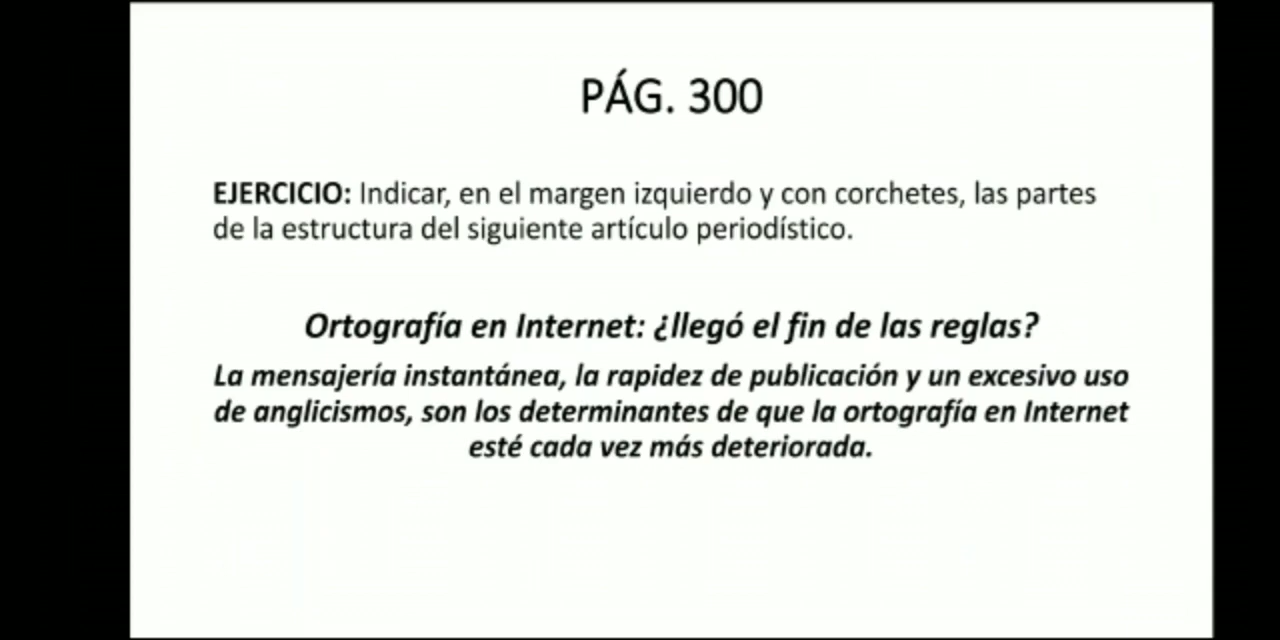 PÁG. 300
EJERCICIO: Indicar, en el margen izquierdo y con corchetes, las partes
de la estructura del siguiente artículo periodístico.
Ortografía en Internet: ¿llegó el fin de las reglas?
La mensajería instantánea, la rapidez de publicación y un excesivo uso
de anglicismos, son los determinantes de que la ortografía en Internet
esté cada vez más deteriorada.